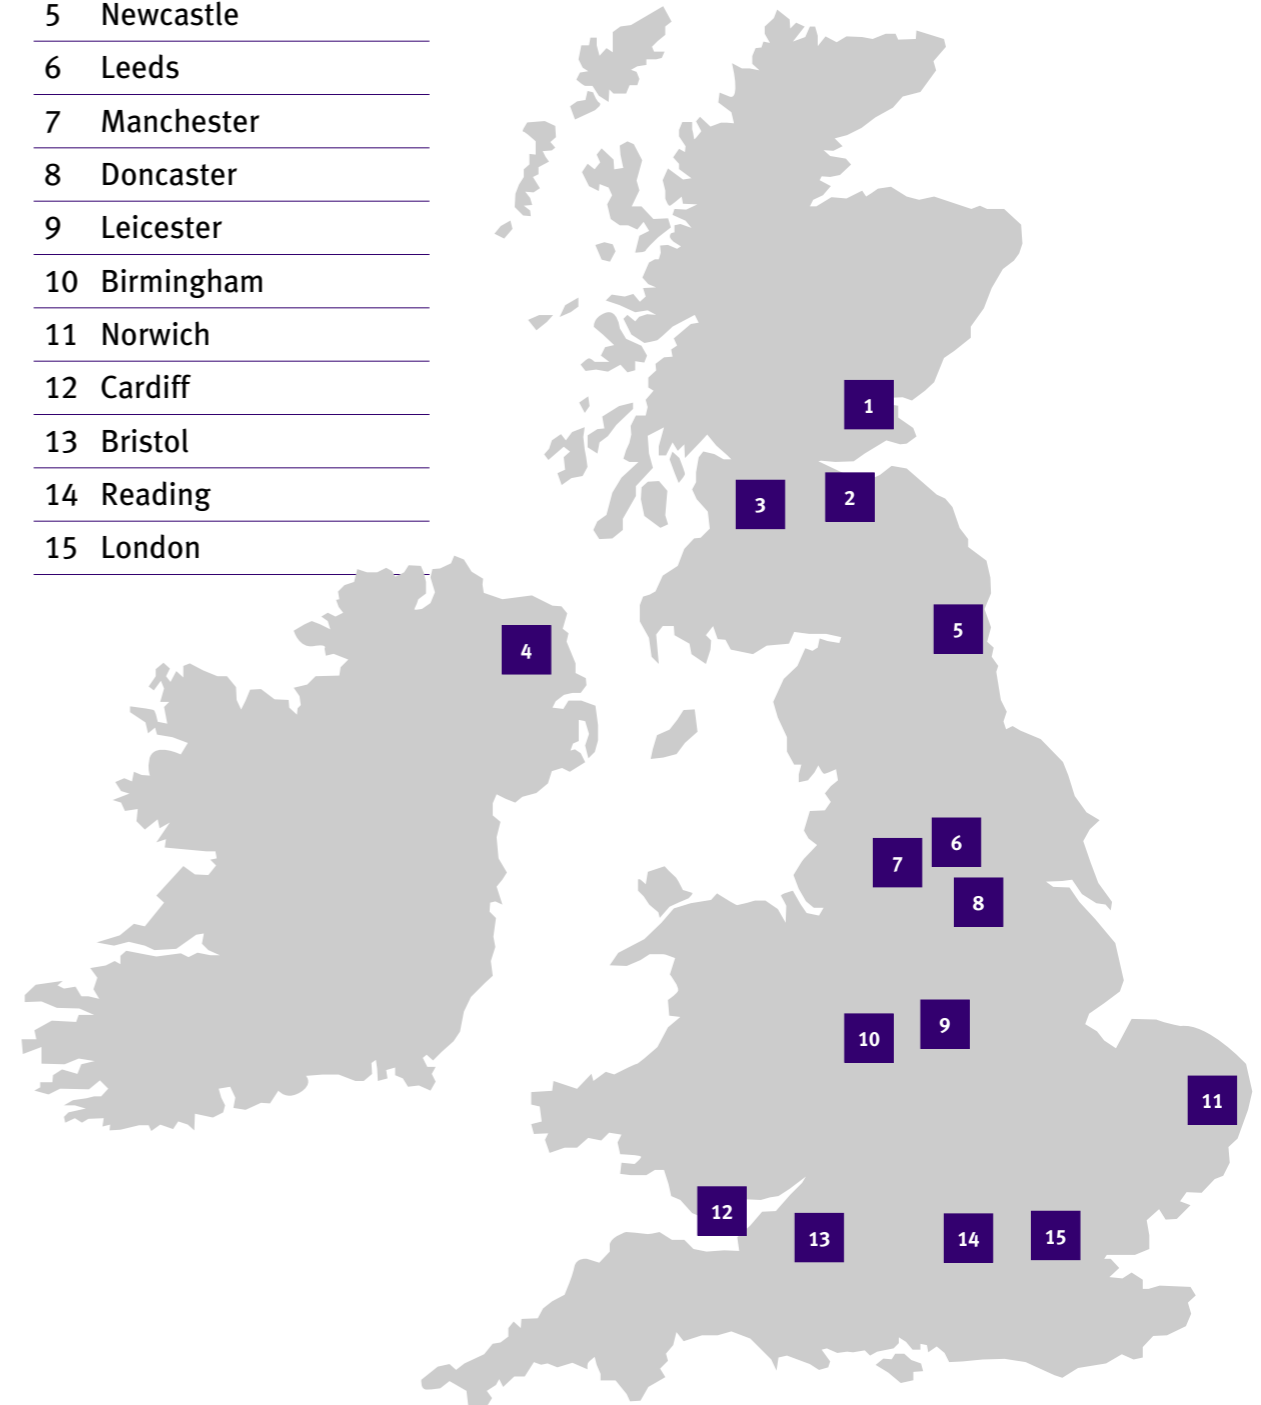 5 Newcastle
6 Leeds
7 Manchester
8 Doncaster
9 Leicester
10 Birmingham
11 Norwich
12 Cardiff
13 Bristol
14 Reading
15 London
1
2
3
4
5
6
7
8
9
10
11
12
13
14
15